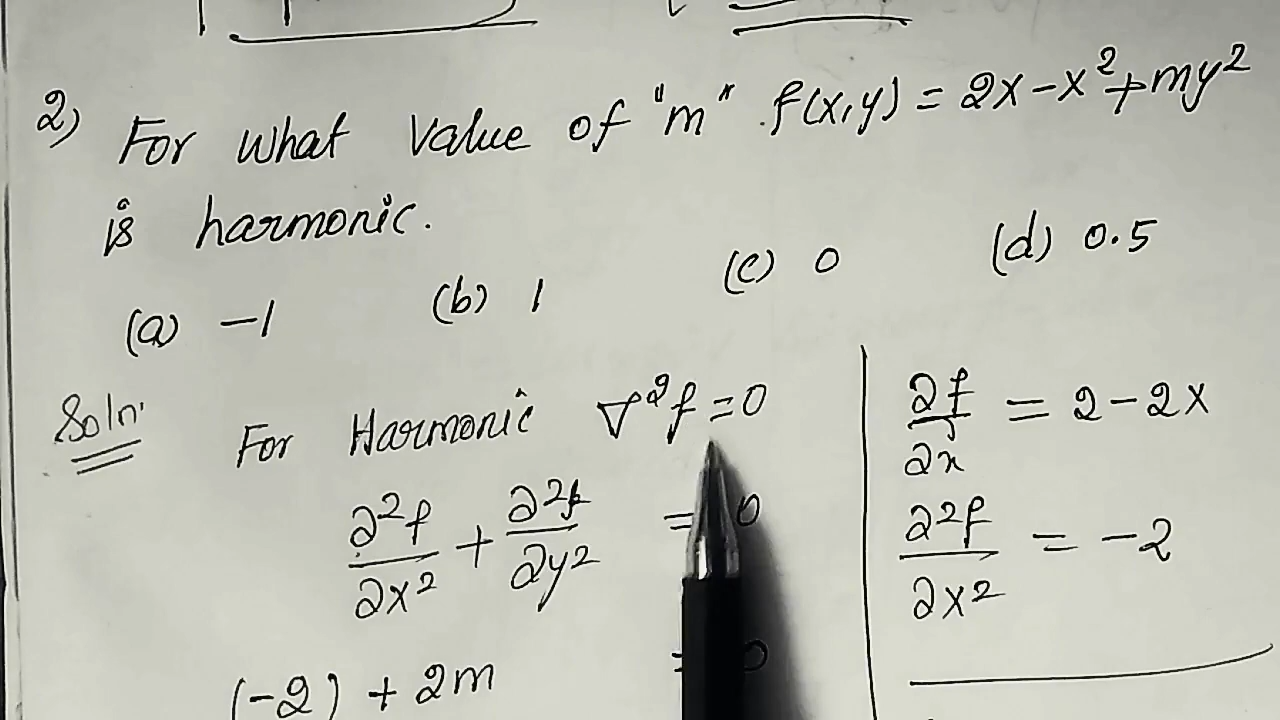 2) For what value of "m" f(x,y) = 2x-x²+my²
is harmonic.
(a) -1 (b) 1 (c) 0 (d) 0.5
Soln.
For Harmonic ∇²f=0
∂²f/∂x² + ∂²f/∂y² = 0
(-2) + 2m = 0
∂f/∂x = 2-2x
∂²f/∂x² = -2